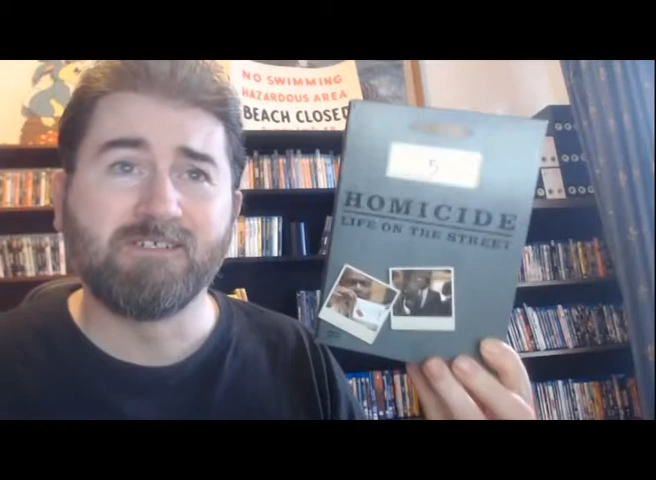 NO SWIMMING
HAZARDOUS AREA
BEACH CLOSED
5
HOMICIDE
LIFE ON THE STREET